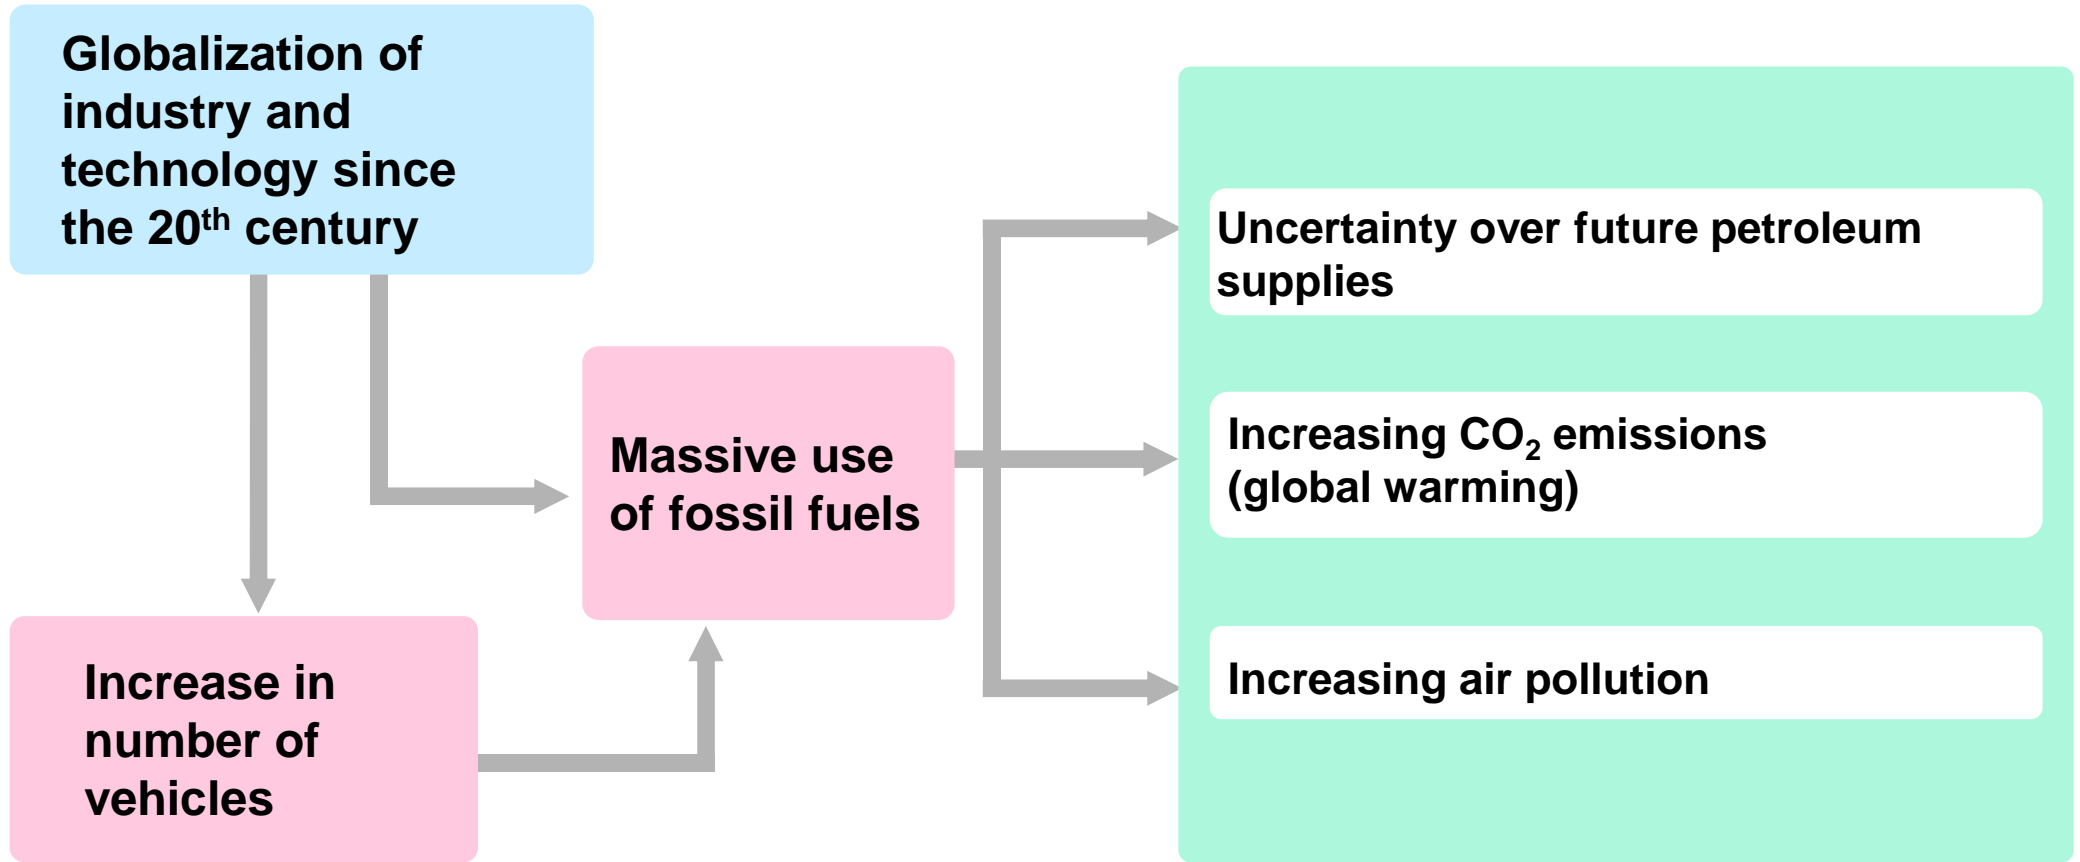 Globalization of
industry and
technology since
the 20th century
Uncertainty over future petroleum
supplies
Massive use
of fossil fuels
Increasing CO2 emissions
(global warming)
Increase in
number of
vehicles
Increasing air pollution